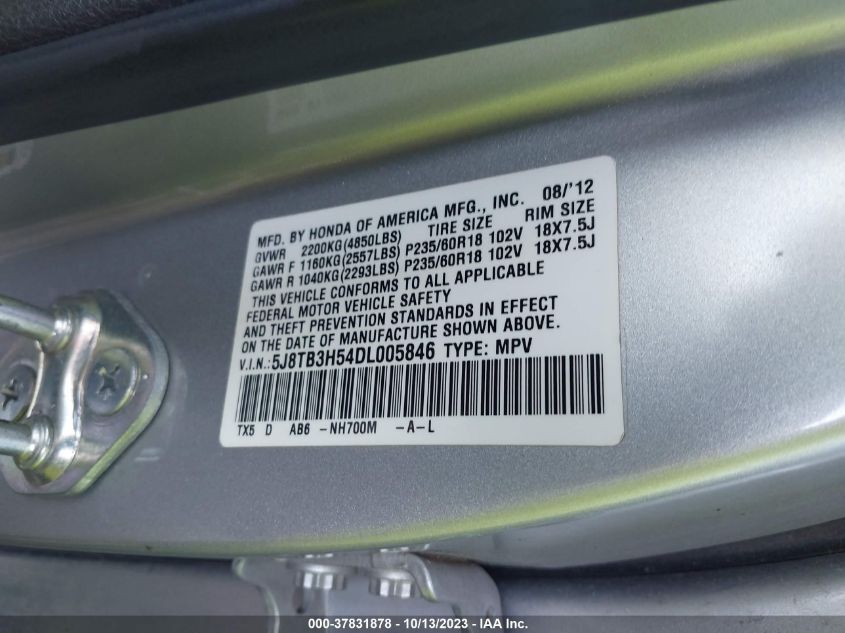 MFD. BY HONDA OF AMERICA MFG., INC. 08/'12
GVWR 2200KG(4850LBS) TIRE SIZE RIM SIZE
GAWR F 1160KG(2557LBS) P235/60R18 102V 18X7.5J
GAWR R 1040KG(2293LBS) P235/60R18 102V 18X7.5J
THIS VEHICLE CONFORMS TO ALL APPLICABLE
FEDERAL MOTOR VEHICLE SAFETY
AND THEFT PREVENTION STANDARDS IN EFFECT
ON THE DATE OF MANUFACTURE SHOWN ABOVE.
V.I.N.: 5J8TB3H54DL005846 TYPE: MPV
TX5 D AB6 -NH700M -A-L
000-37831878 - 10/13/2023 - IAAI Inc.